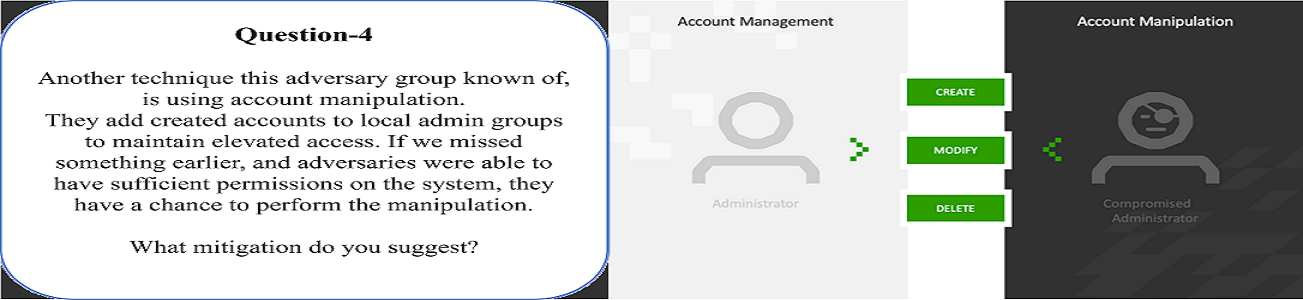 Question-4
Another technique this adversary group known of,
is using account manipulation.
They add created accounts to local admin groups
to maintain elevated access. If we missed
something earlier, and adversaries were able to
have sufficient permissions on the system, they
have a chance to perform the manipulation.
What mitigation do you suggest?
Account Management
Administrator
CREATE
MODIFY
DELETE
Account Manipulation
Compromised
Administrator